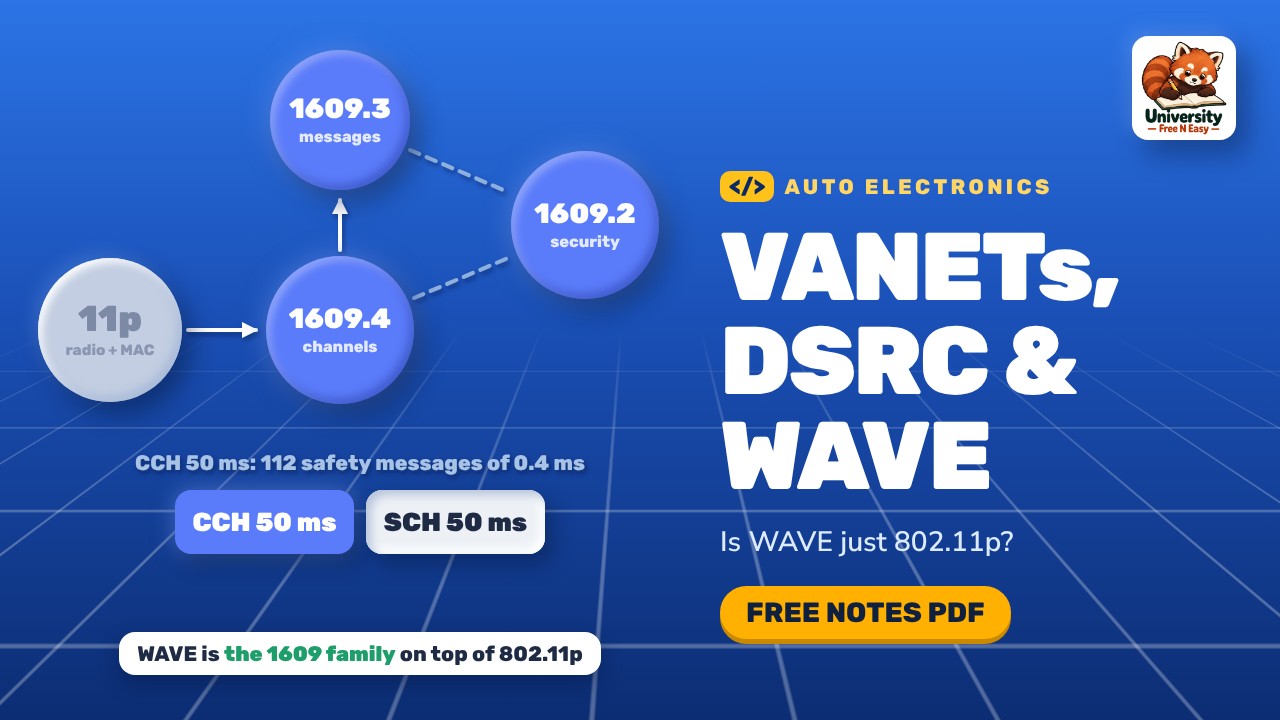 1609.3
messages
1609.2
security
11p
radio + MAC
1609.4
channels
CCH 50 ms: 112 safety messages of 0.4 ms
CCH 50 ms
SCH 50 ms
WAVE is the 1609 family on top of 802.11p
University
Free N Easy
</> AUTO ELECTRONICS
VANETs,
DSRC &
WAVE
Is WAVE just 802.11p?
FREE NOTES PDF